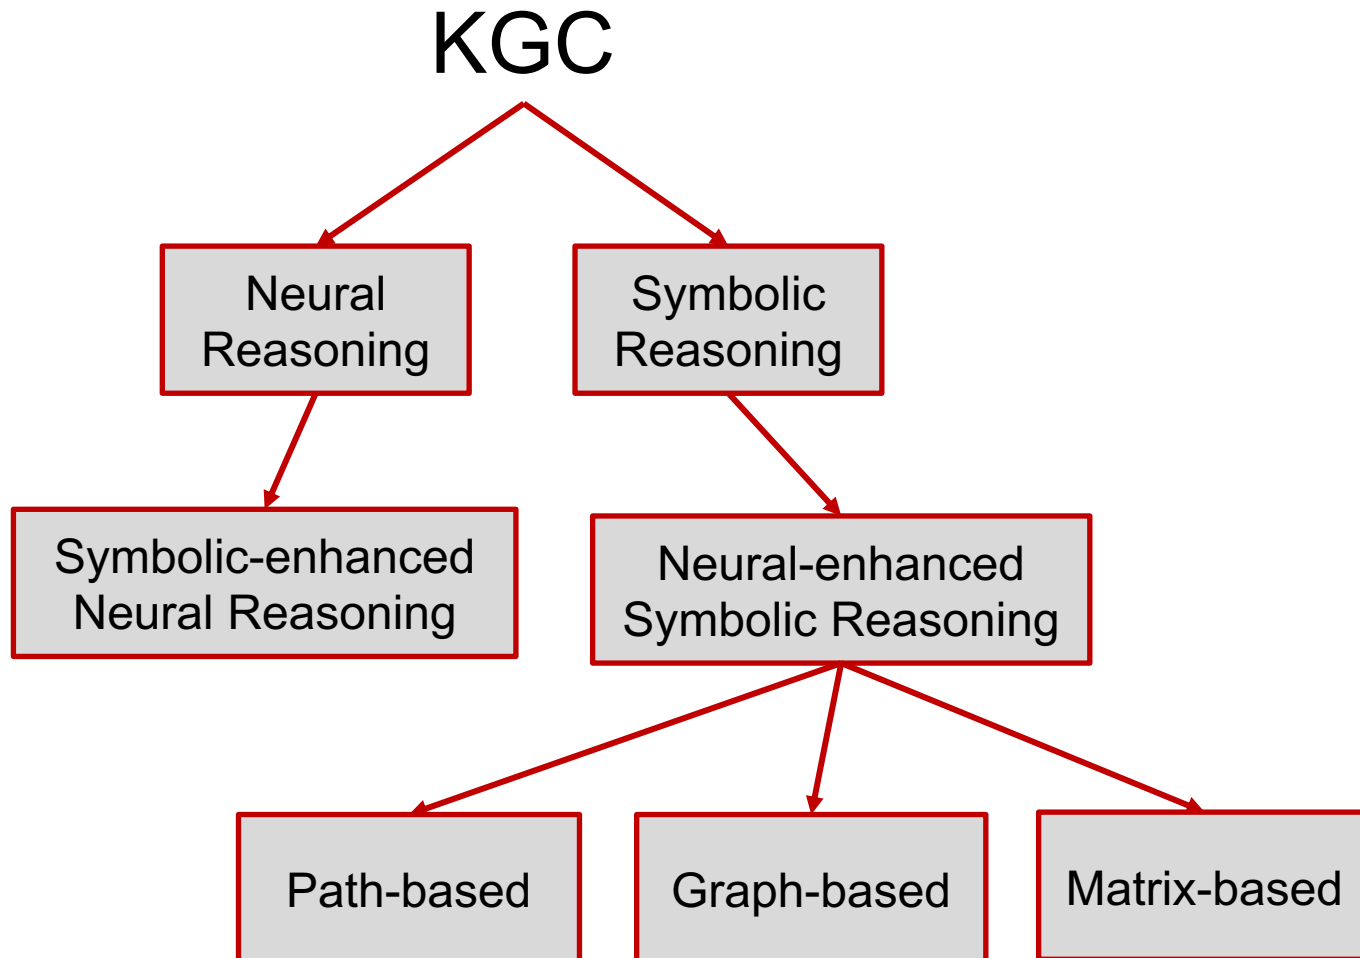 KGC
Neural
Reasoning
Symbolic
Reasoning
Symbolic-enhanced
Neural Reasoning
Neural-enhanced
Symbolic Reasoning
Path-based
Graph-based
Matrix-based